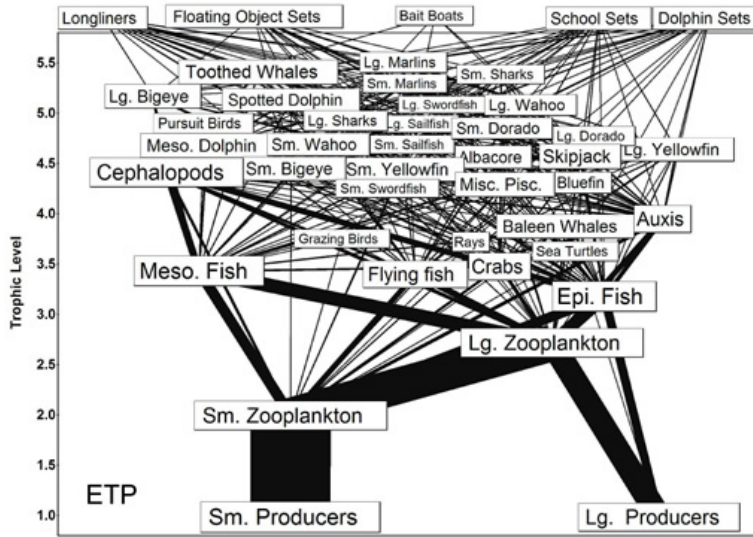 Longliners
Floating Object Sets
Bait Boats
School Sets
Dolphin Sets
5.5
Lg. Marlins
Toothed Whales
Sm. Sharks
Sm. Marlins
Lg. Bigeye
Spotted Dolphin
Lg. Swordfish
Lg. Wahoo
5.0
Pursuit Birds
Lg. Sharks
Lg. Sailfish
Sm. Dorado
Lg. Dorado
Meso. Dolphin
Sm. Wahoo
Sm. Sailfish
Albacore
Skipjack
Lg. Yellowfin
4.5
Cephalopods
Sm. Bigeye
Sm. Yellowfin
Misc. Pisc.
Bluefin
Sm. Swordfish
4.0
Auxis
Baleen Whales
Grazing Birds
Rays
Sea Turtles
3.5
Meso. Fish
Flying fish
Crabs
Epi. Fish
Trophic Level
3.0
Lg. Zooplankton
2.5
2.0
Sm. Zooplankton
1.5
ETP
1.0
Sm. Producers
Lg. Producers